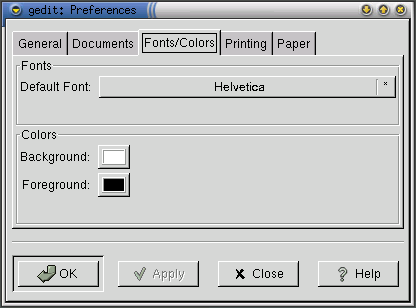 gedit: Preferences
General Documents Fonts/Colors Printing Paper
Fonts
Default Font: Helvetica
Colors
Background:
Foreground:
OK Apply Close Help